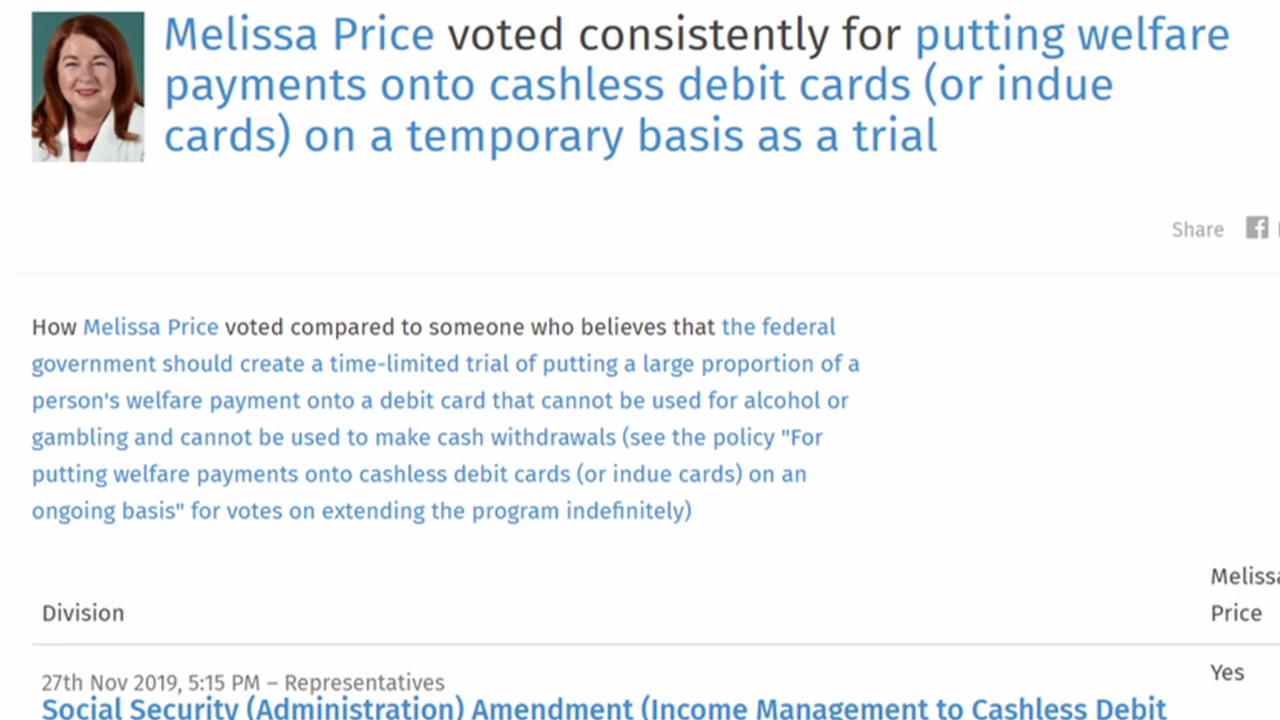 Melissa Price voted consistently for putting welfare
payments onto cashless debit cards (or indue
cards) on a temporary basis as a trial
Share
How Melissa Price voted compared to someone who believes that the federal
government should create a time-limited trial of putting a large proportion of a
person's welfare payment onto a debit card that cannot be used for alcohol or
gambling and cannot be used to make cash withdrawals (see the policy "For
putting welfare payments onto cashless debit cards (or indue cards) on an
ongoing basis" for votes on extending the program indefinitely)
Melissa
Price
Division
27th Nov 2019, 5:15 PM – Representatives
Yes
Social Security (Administration) Amendment (Income Management to Cashless Debit